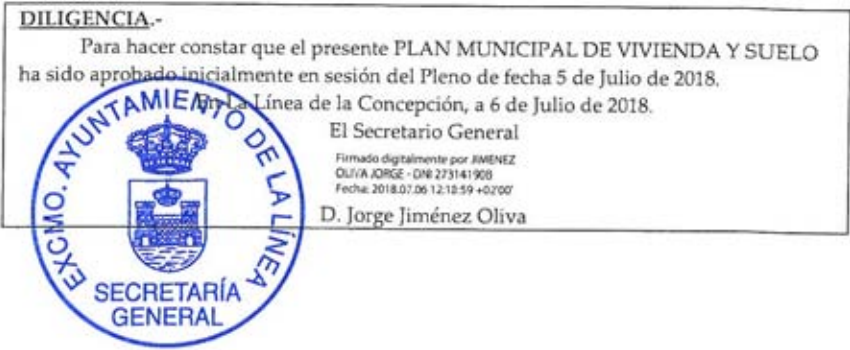 DILIGENCIA.-
Para hacer constar que el presente PLAN MUNICIPAL DE VIVIENDA Y SUELO
ha sido aprobado inicialmente en sesión del Pleno de fecha 5 de Julio de 2018.
En La Línea de la Concepción, a 6 de Julio de 2018.
El Secretario General
Firmado digitalmente por JIMENEZ
OLIVA JORGE - DNI 27314190B
Fecha: 2018.07.06 12:18:59 +02'00'
D. Jorge Jiménez Oliva
EXCMO. AYUNTAMIENTO DE LA LÍNEA
SECRETARÍA
GENERAL